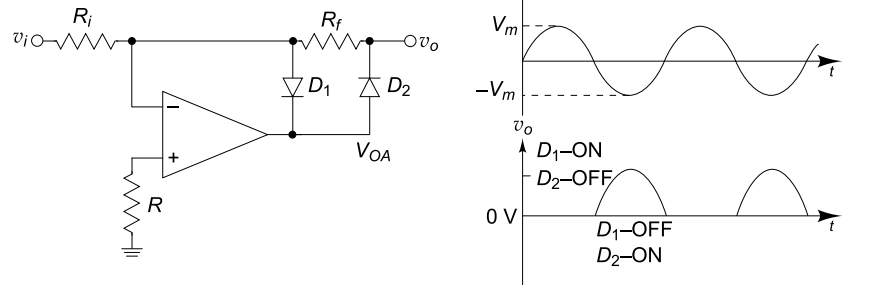 R_i
R_f
v_i
v_o
D_1
D_2
−
+
V_OA
R
V_m
−V_m
t
v_o
D_1–ON
D_2–OFF
0 V
t
D_1–OFF
D_2–ON